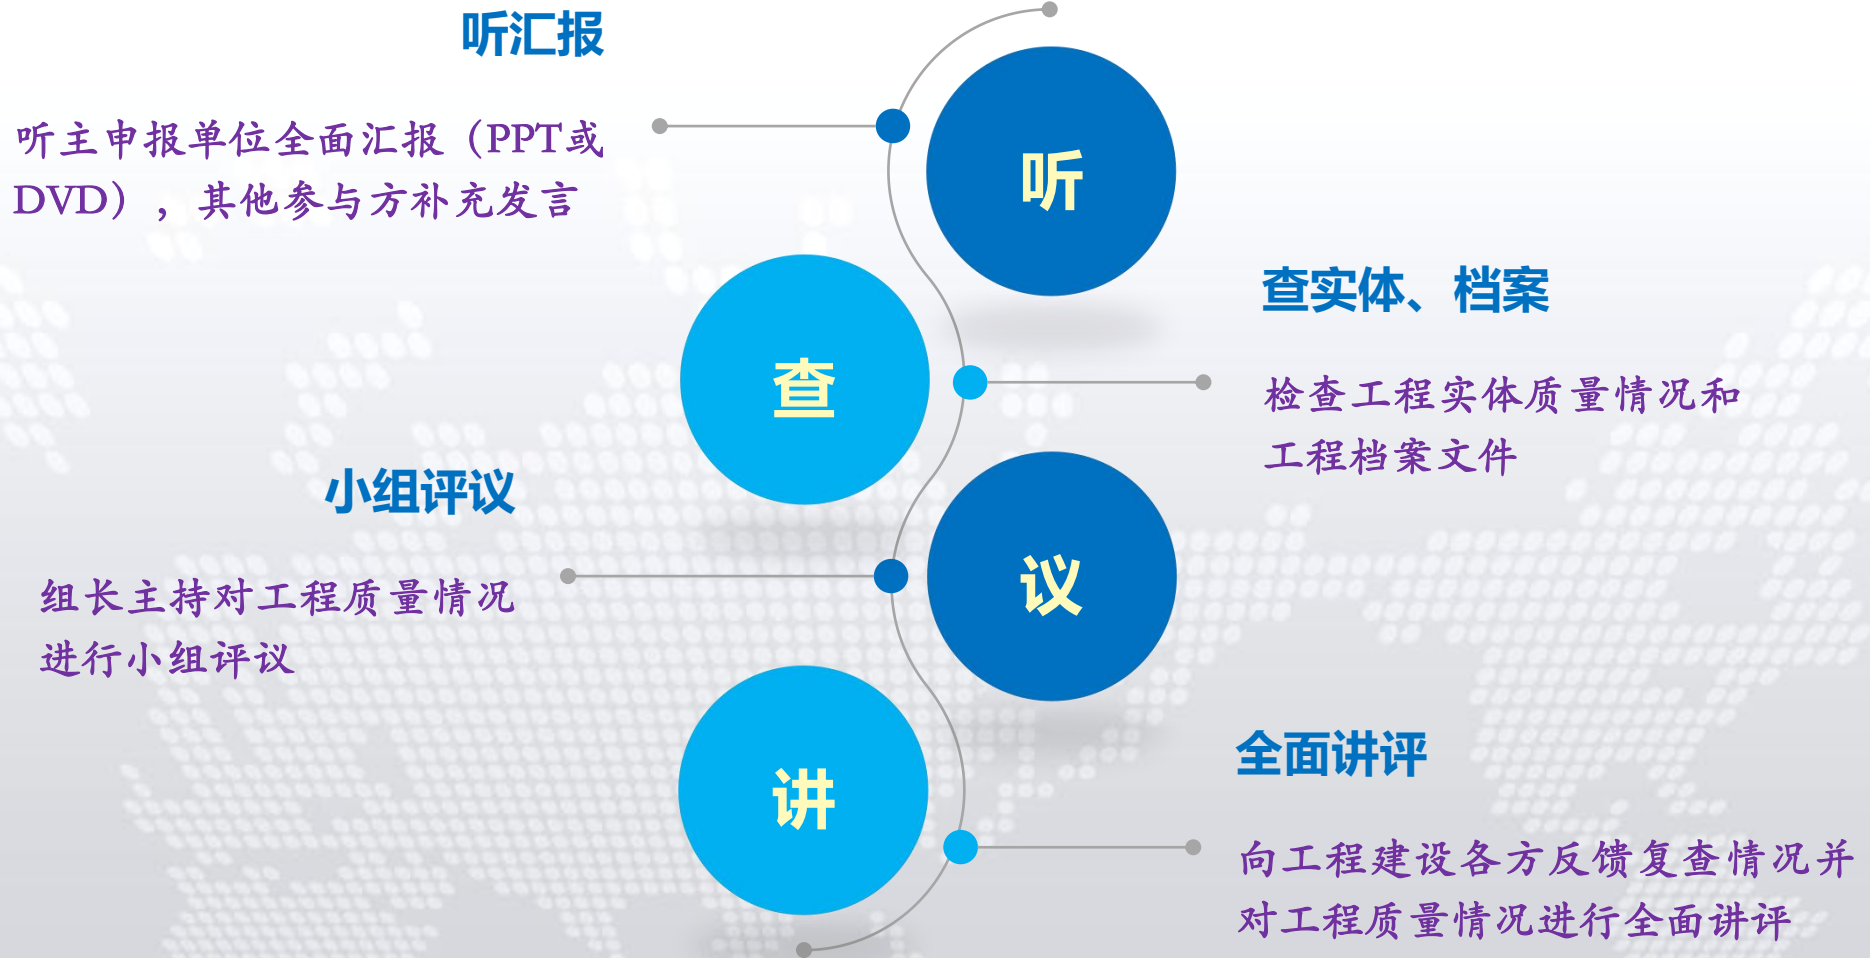 听汇报
听主申报单位全面汇报（PPT或
DVD），其他参与方补充发言
听
查
查实体、档案
检查工程实体质量情况和
工程档案文件
小组评议
组长主持对工程质量情况
进行小组评议
议
讲
全面讲评
向工程建设各方反馈复查情况并
对工程质量情况进行全面讲评